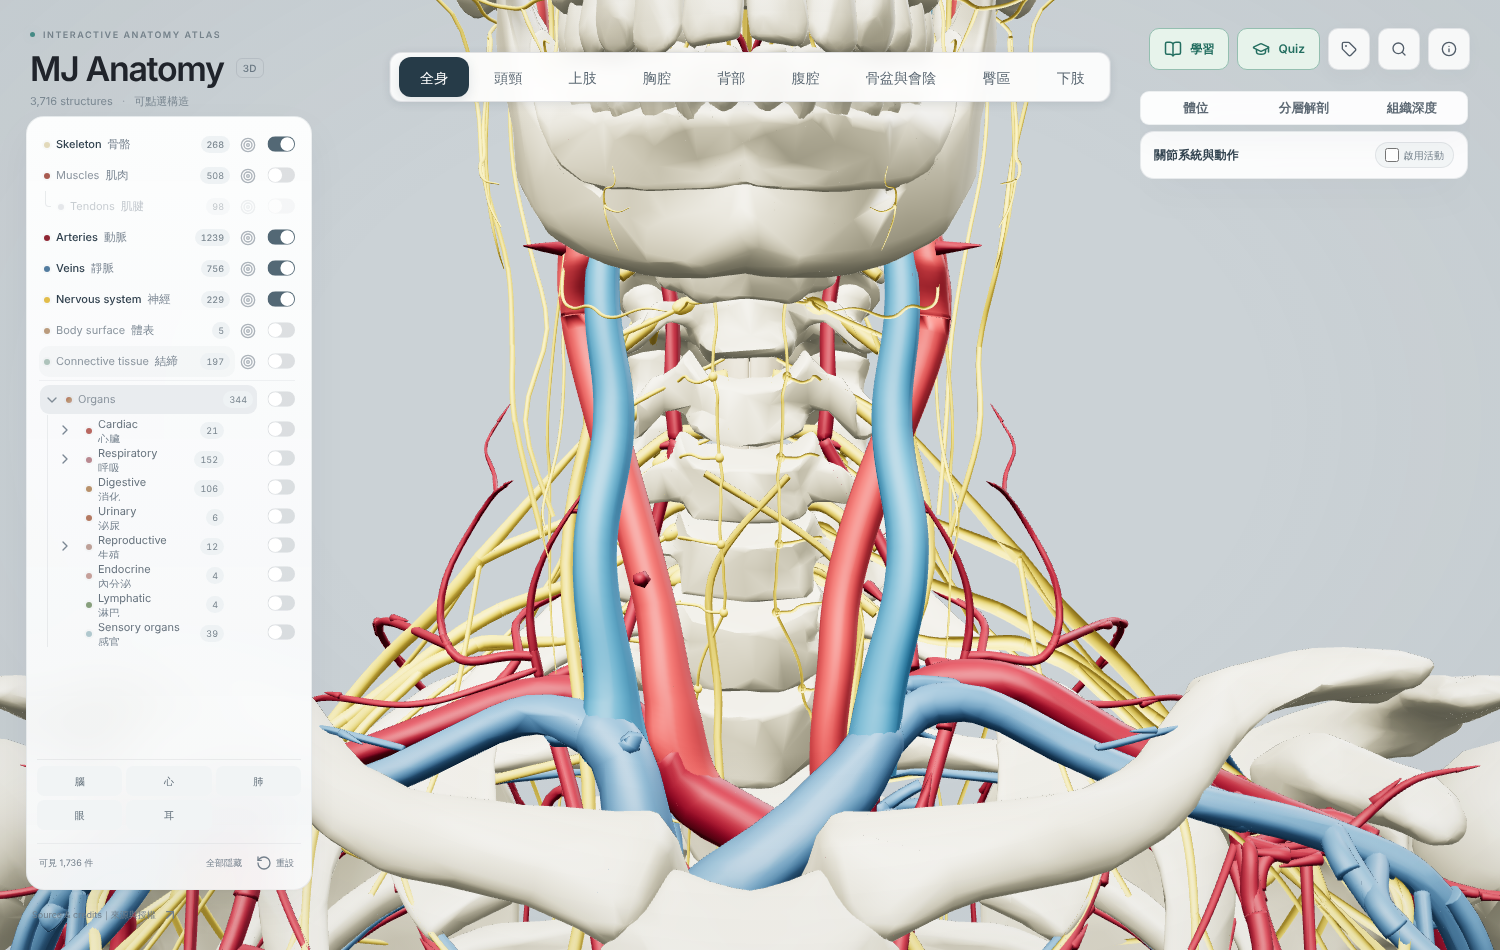 INTERACTIVE ANATOMY ATLAS
MJ Anatomy 3D
3,716 structures · 可點選構造
全身 頭頸 上肢 胸腔 背部 腹腔 骨盆與會陰 臀區 下肢
學習 Quiz
體位 分層解剖 組織深度
關節系統與動作 啟用活動
Skeleton 骨骼 268
Muscles 肌肉 508
Tendons 肌腱 98
Arteries 動脈 1239
Veins 靜脈 756
Nervous system 神經 229
Body surface 體表 5
Connective tissue 結締 197
Organs 344
Cardiac 21
心臟
Respiratory 152
呼吸
Digestive 106
消化
Urinary 6
泌尿
Reproductive 12
生殖
Endocrine 4
內分泌
Lymphatic 4
淋巴
Sensory organs 39
感官
腦 心 肺
眼 耳
可見 1,736 件 全部隱藏 重設